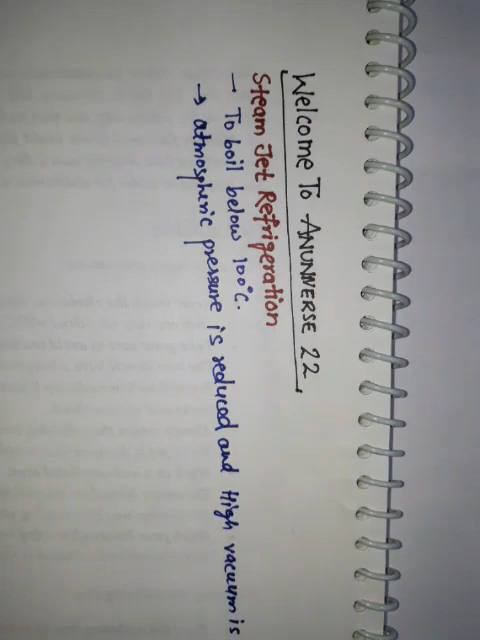 Welcome To ANUNIVERSE 22
Steam Jet Refrigeration
→ To boil below 100°C.
→ atmospheric pressure is reduced and High vacuum is